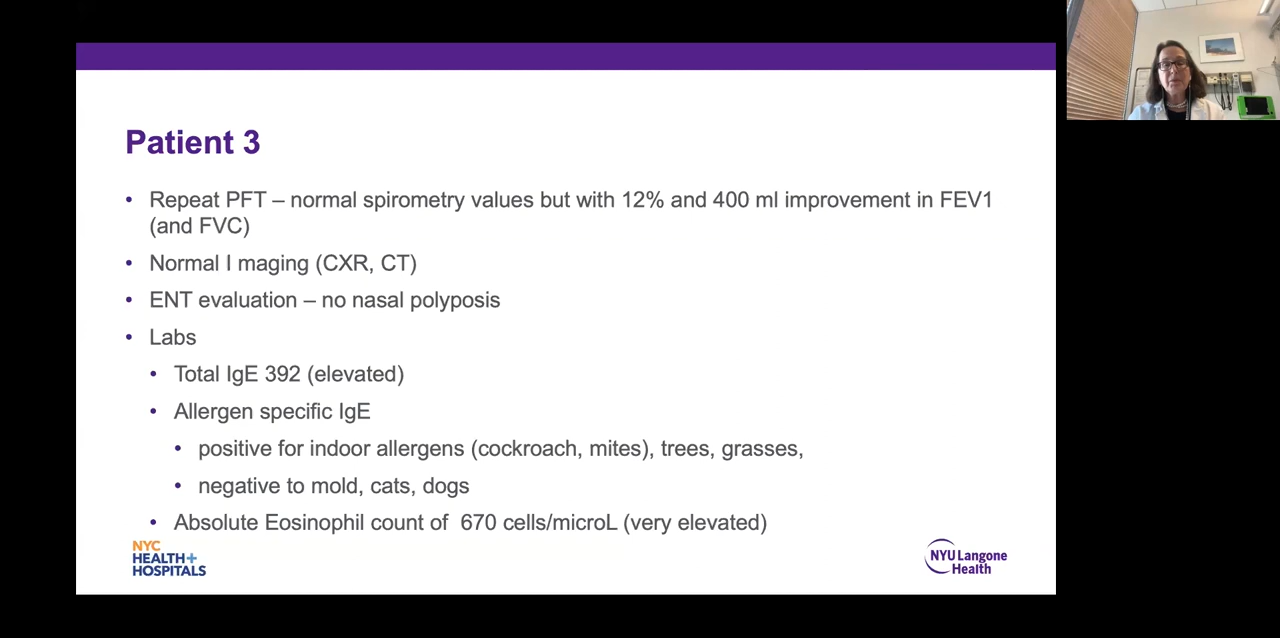 Patient 3
• Repeat PFT – normal spirometry values but with 12% and 400 ml improvement in FEV1
(and FVC)
• Normal I maging (CXR, CT)
• ENT evaluation – no nasal polyposis
• Labs
• Total IgE 392 (elevated)
• Allergen specific IgE
• positive for indoor allergens (cockroach, mites), trees, grasses,
• negative to mold, cats, dogs
• Absolute Eosinophil count of 670 cells/microL (very elevated)
NYC
HEALTH+
HOSPITALS
NYU Langone
Health